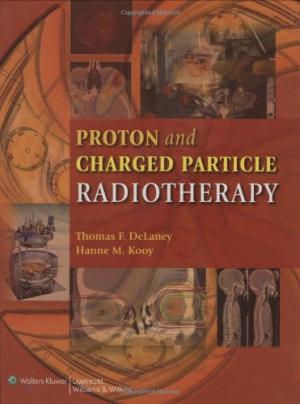 PROTON and
CHARGED PARTICLE
RADIOTHERAPY
Thomas F. DeLaney
Hanne M. Kooy
Wolters Kluwer | Lippincott
Williams & Wilkins